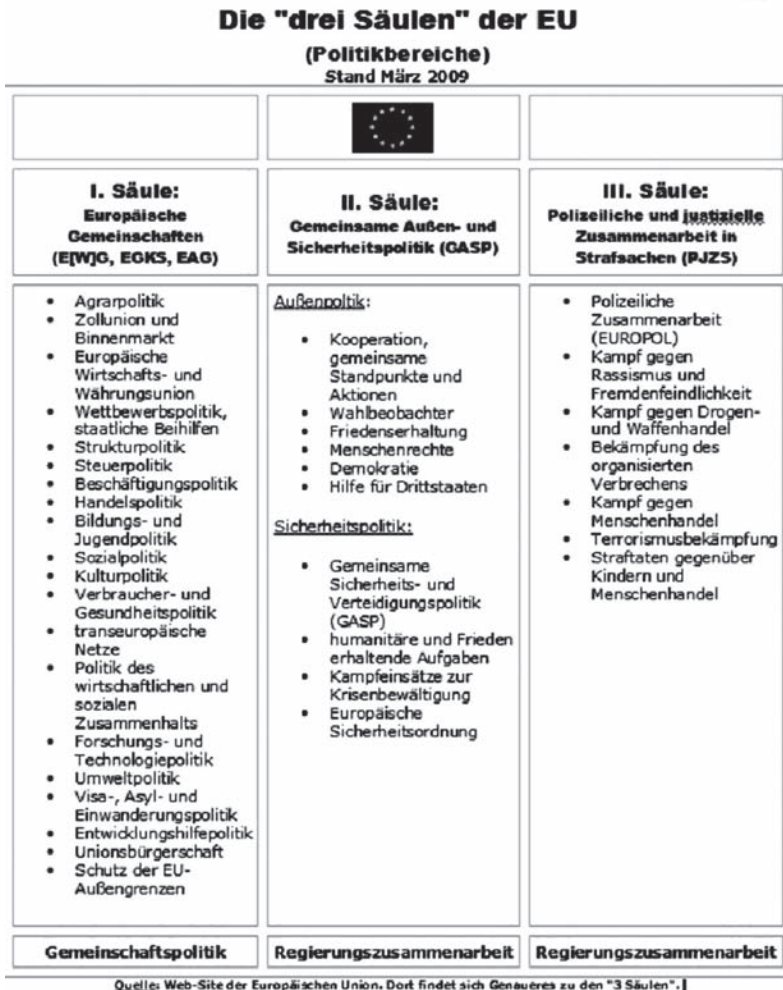 Die "drei Säulen" der EU
(Politikbereiche)
Stand März 2009
I. Säule:
Europäische
Gemeinschaften
(E[W]G, EGKS, EAG)
• Agrarpolitik
• Zollunion und
Binnenmarkt
• Europäische
Wirtschafts- und
Währungsunion
• Wettbewerbspolitik,
staatliche Beihilfen
• Strukturpolitik
• Steuerpolitik
• Beschäftigungspolitik
• Handelspolitik
• Bildungs- und
Jugendpolitik
• Sozialpolitik
• Kulturpolitik
• Verbraucher- und
Gesundheitspolitik
• transeuropäische
Netze
• Politik des
wirtschaftlichen und
sozialen
Zusammenhalts
• Forschungs- und
Technologiepolitik
• Umweltpolitik
• Visa-, Asyl- und
Einwanderungspolitik
• Entwicklungshilfepolitik
• Unionsbürgerschaft
• Schutz der EU-
Außengrenzen
Gemeinschaftspolitik
II. Säule:
Gemeinsame Außen- und
Sicherheitspolitik (GASP)
Außenpoltik:
• Kooperation,
gemeinsame
Standpunkte und
Aktionen
• Wahlbeobachter
• Friedenserhaltung
• Menschenrechte
• Demokratie
• Hilfe für Drittstaaten
Sicherheitspolitik:
• Gemeinsame
Sicherheits- und
Verteidigungspolitik
(GASP)
• humanitäre und Frieden
erhaltende Aufgaben
• Kampfeinsätze zur
Krisenbewältigung
• Europäische
Sicherheitsordnung
Regierungszusammenarbeit
III. Säule:
Polizeiliche und justizielle
Zusammenarbeit in
Strafsachen (PJZS)
• Polizeiliche
Zusammenarbeit
(EUROPOL)
• Kampf gegen
Rassismus und
Fremdenfeindlichkeit
• Kampf gegen Drogen-
und Waffenhandel
• Bekämpfung des
organisierten
Verbrechens
• Kampf gegen
Menschenhandel
• Terrorismusbekämpfung
• Straftaten gegenüber
Kindern und
Menschenhandel
Regierungszusammenarbeit
Quelle: Web-Site der Europäischen Union. Dort findet sich Genaueres zu den "3 Säulen".